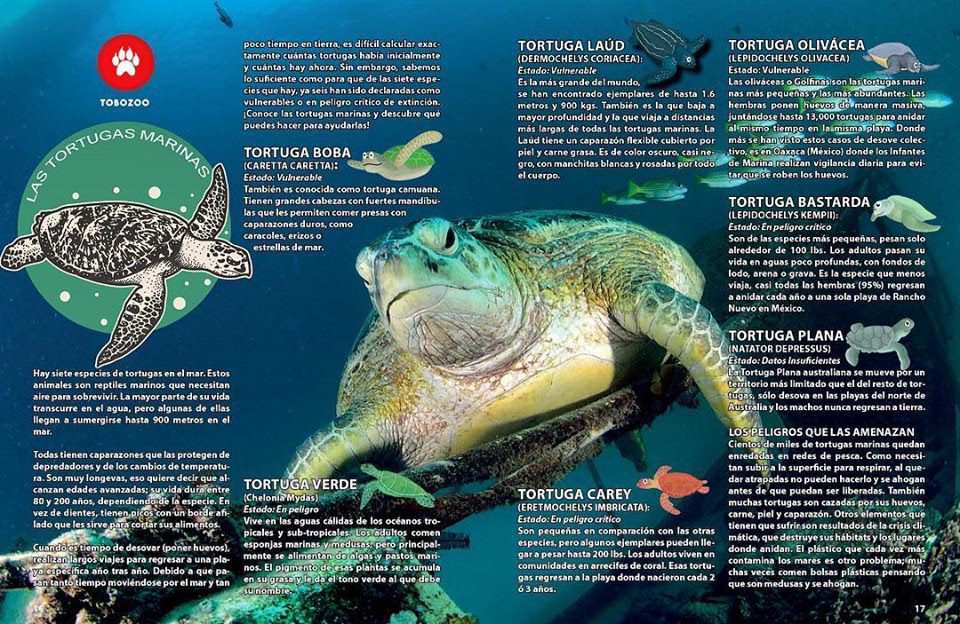 TOBOZOO
LAS TORTUGAS MARINAS
Hay siete especies de tortugas en el mar. Estos
animales son reptiles marinos que necesitan
aire para sobrevivir. La mayor parte de su vida
transcurre en el agua, pero algunas de ellas
llegan a sumergirse hasta 900 metros en el
mar.
Todas tienen caparazones que las protegen de
depredadores y de los cambios de temperatu-
ra. Son muy longevas, eso quiere decir que al-
canzan edades avanzadas; su vida dura entre
80 y 200 años, dependiendo de la especie. En
vez de dientes, tienen picos con un borde afi-
lado que les sirve para cortar sus alimentos.
Cuando es tiempo de desovar (poner huevos),
realizan largos viajes para regresar a una pla-
ya específica año tras año. Debido a que pa-
san tanto tiempo moviéndose por el mar y tan
poco tiempo en tierra, es difícil calcular exac-
tamente cuántas tortugas había inicialmente
y cuántas hay ahora. Sin embargo, sabemos
lo suficiente como para que de las siete espe-
cies que hay, ya seis han sido declaradas como
vulnerables o en peligro crítico de extinción.
¡Conoce las tortugas marinas y descubre qué
puedes hacer para ayudarlas!
TORTUGA BOBA
(CARETTA CARETTA):
Estado: Vulnerable
También es conocida como tortuga camuana.
Tienen grandes cabezas con fuertes mandíbu-
las que les permiten comer presas con
caparazones duros, como
caracoles, erizos o
estrellas de mar.
TORTUGA VERDE
(Chelonia Mydas)
Estado: En peligro
Vive en las aguas cálidas de los océanos tro-
picales y sub-tropicales. Los adultos comen
esponjas marinas y medusas, pero principal-
mente se alimentan de algas y pastos mari-
nos. El pigmento de esas plantas se acumula
en su grasa y le da el tono verde al que debe
su nombre.
TORTUGA LAÚD
(DERMOCHELYS CORIACEA):
Estado: Vulnerable
Es la más grande del mundo,
se han encontrado ejemplares de hasta 1.6
metros y 900 kgs. También es la que baja a
mayor profundidad y la que viaja a distancias
más largas de todas las tortugas marinas. La
Laúd tiene un caparazón flexible cubierto por
piel y carne grasa. Es de color oscuro, casi ne-
gro, con manchitas blancas y rosadas por todo
el cuerpo.
TORTUGA CAREY
(ERETMOCHELYS IMBRICATA):
Estado: En peligro crítico
Son pequeñas en comparación con las otras
especies, pero algunos ejemplares pueden lle-
gar a pesar hasta 200 lbs. Los adultos viven en
comunidades en arrecifes de coral. Esas tortu-
gas regresan a la playa donde nacieron cada 2
ó 3 años.
TORTUGA OLIVÁCEA
(LEPIDOCHELYS OLIVACEA)
Estado: Vulnerable
Las oliváceas o Golfinas son las tortugas mari-
nas más pequeñas y las más abundantes. Las
hembras ponen huevos de manera masiva,
juntándose hasta 13,000 tortugas para anidar
al mismo tiempo en la misma playa. Donde
más se han visto estos casos de desove colec-
tivo, es en Oaxaca (México) donde los Infantes
de Marina realizan vigilancia diaria para evi-
tar que se roben los huevos.
TORTUGA BASTARDA
(LEPIDOCHELYS KEMPII):
Estado: En peligro crítico
Son de las especies más pequeñas, pesan solo
alrededor de 100 lbs. Los adultos pasan su
vida en aguas poco profundas, con fondos de
lodo, arena o grava. Es la especie que menos
viaja, casi todas las hembras (95%) regresan
a anidar cada año a una sola playa de Rancho
Nuevo en México.
TORTUGA PLANA
(NATATOR DEPRESSUS)
Estado: Datos Insuficientes
La Tortuga Plana australiana se mueve por un
territorio más limitado que el del resto de tor-
tugas, sólo desova en las playas del norte de
Australia y los machos nunca regresan a tierra.
LOS PELIGROS QUE LAS AMENAZAN
Cientos de miles de tortugas marinas quedan
enredadas en redes de pesca. Como necesi-
tan subir a la superficie para respirar, al que-
dar atrapadas no pueden hacerlo y se ahogan
antes de que puedan ser liberadas. También
muchas tortugas son cazadas por sus huevos,
carne, piel y caparazón. Otros elementos que
tienen que sufrir son resultados de la crisis cli-
mática, que destruye sus hábitats y los lugares
donde anidan. El plástico que cada vez más
contamina los mares es otro problema; mu-
chas veces comen bolsas plásticas pensando
que son medusas y se ahogan.
17